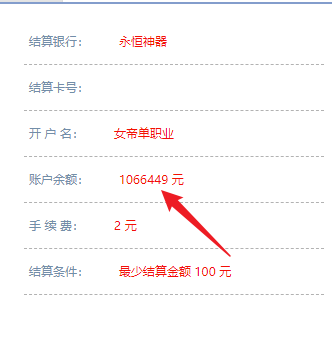 结算银行： 永恒神器
结算卡号：
开 户 名： 女帝单职业
账户余额： 1066449 元
手 续 费： 2 元
结算条件： 最少结算金额 100 元